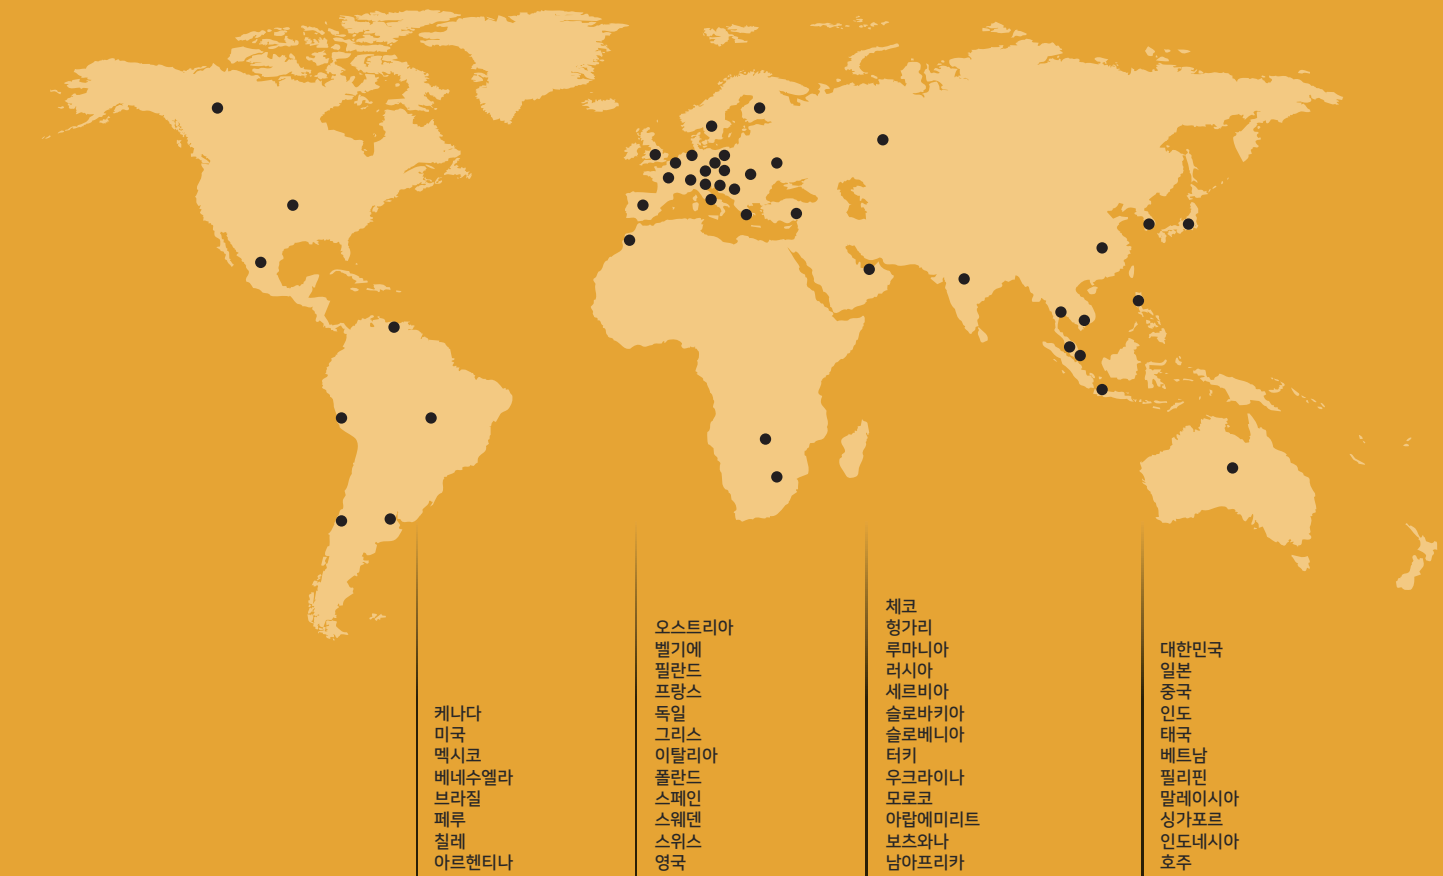 케나다
미국
멕시코
베네수엘라
브라질
페루
칠레
아르헨티나
오스트리아
벨기에
필란드
프랑스
독일
그리스
이탈리아
폴란드
스페인
스웨덴
스위스
영국
체코
헝가리
루마니아
러시아
세르비아
슬로바키아
슬로베니아
터키
우크라이나
모로코
아랍에미리트
보츠와나
남아프리카
대한민국
일본
중국
인도
태국
베트남
필리핀
말레이시아
싱가포르
인도네시아
호주